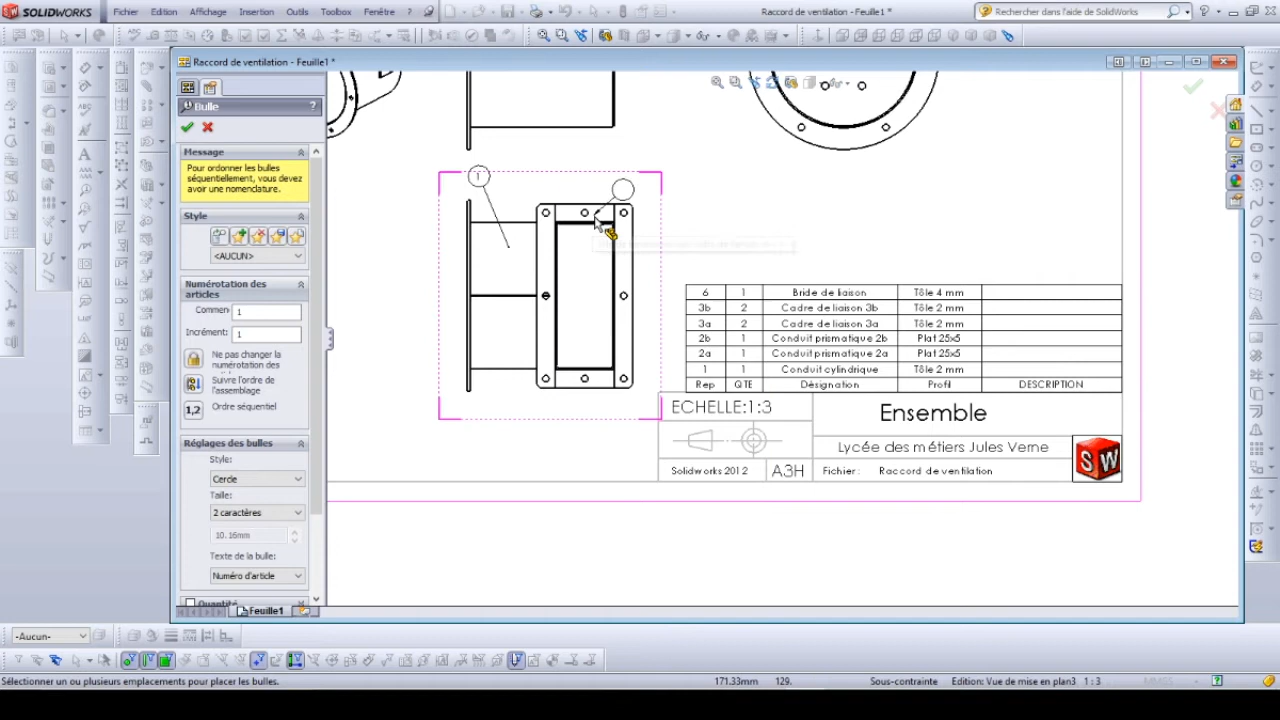 SOLIDWORKS Fichier Edition Affichage Insertion Outils Toolbox Fenêtre ? Raccord de ventilation - Feuille1 * Rechercher dans l'aide de SolidWorks ?
Raccord de ventilation - Feuille1 *
Bulle ?
Message
Pour ordonner les bulles
séquentiellement, vous devez
avoir une nomenclature.
Style
<AUCUN>
Numérotation des
articles
Commen 1
Incrément: 1
Ne pas changer la
numérotation des
Suivre l'ordre de
l'assemblage
1,2 Ordre séquentiel
Réglages des bulles
Style:
Cercle
Taille:
2 caractères
10.16mm
Texte de la bulle:
Numéro d'article
Quantité
Feuille1
1
6 1 Bride de liaison Tôle 4 mm
3b 2 Cadre de liaison 3b Tôle 2 mm
3a 2 Cadre de liaison 3a Tôle 2 mm
2b 1 Conduit prismatique 2b Plat 25x5
2a 1 Conduit prismatique 2a Plat 25x5
1 1 Conduit cylindrique Tôle 2 mm
Rep QTE Désignation Profil DESCRIPTION
ECHELLE:1:3 Ensemble
Lycée des métiers Jules Verne
Solidworks 2012 A3H Fichier: Raccord de ventilation
SW
-Aucun-
Sélectionner un ou plusieurs emplacements pour placer les bulles. 171.33mm 129. Sous-contrainte Edition: Vue de mise en plan3 1 : 3 MMGS